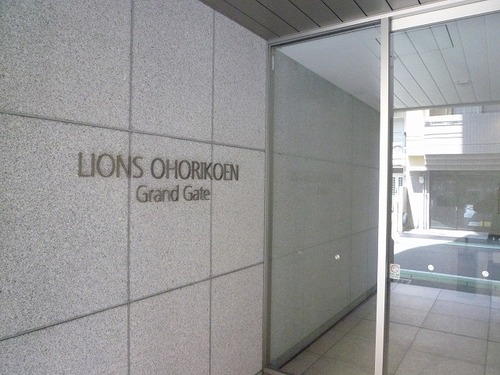 LIONS OHORIKOEN
Grand Gate